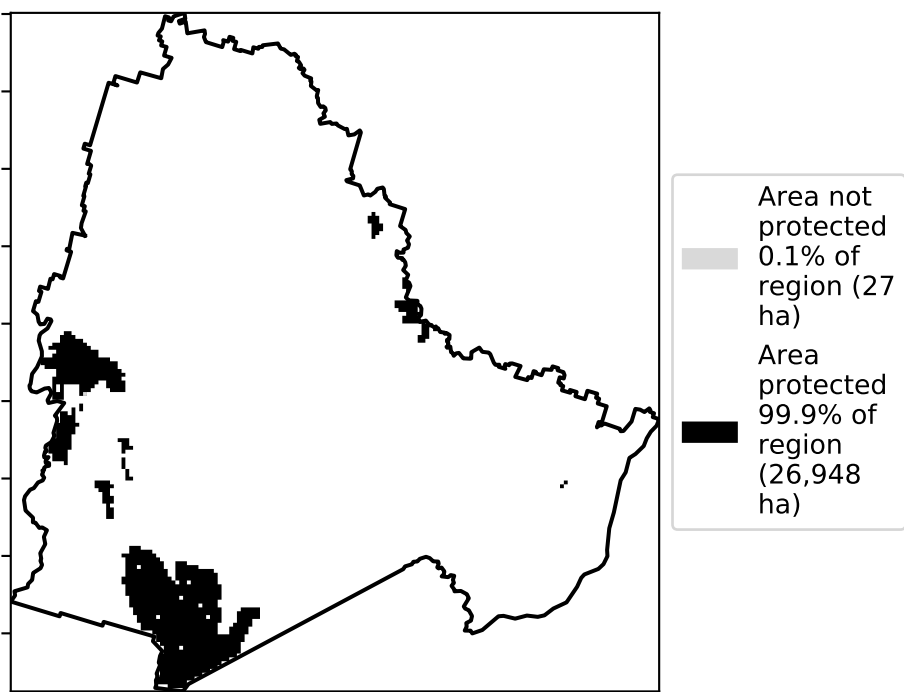 Area not
protected
0.1% of
region (27
ha)
Area
protected
99.9% of
region
(26,948
ha)